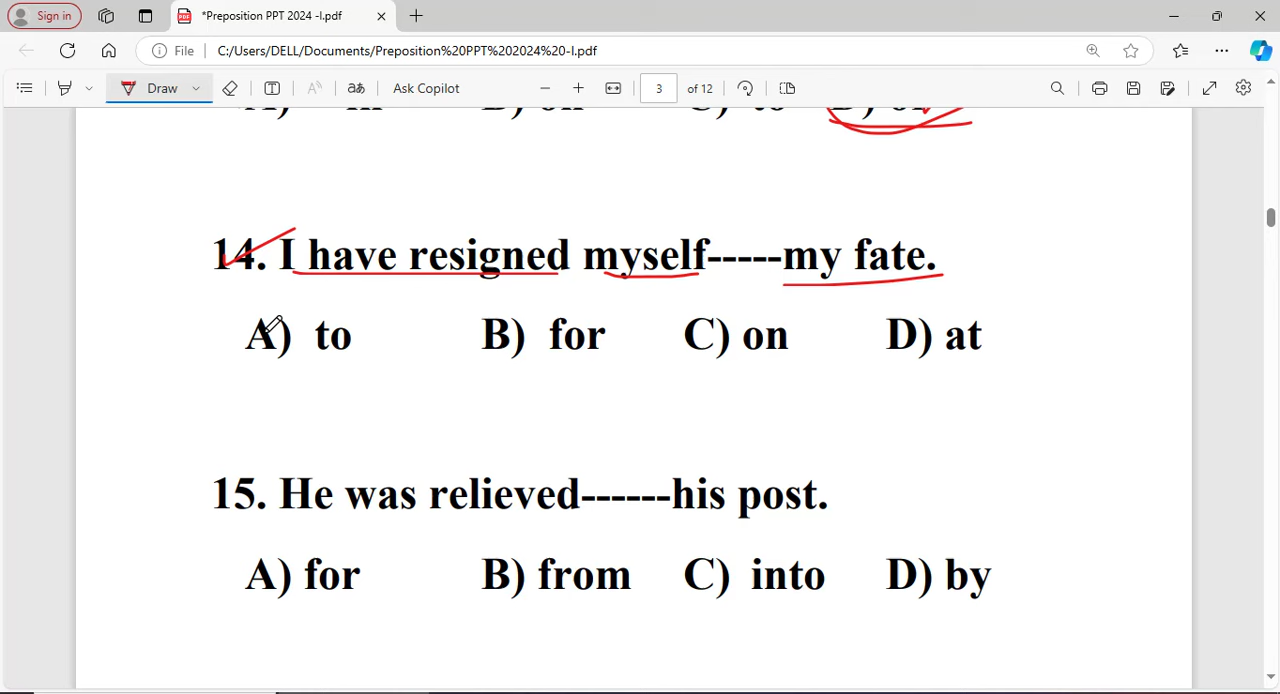 Sign in
*Preposition PPT 2024 -I.pdf
File
C:/Users/DELL/Documents/Preposition%20PPT%202024%20-I.pdf
Draw
aあ
Ask Copilot
3 of 12
14. I have resigned myself-----my fate.
A) to B) for C) on D) at
15. He was relieved------his post.
A) for B) from C) into D) by